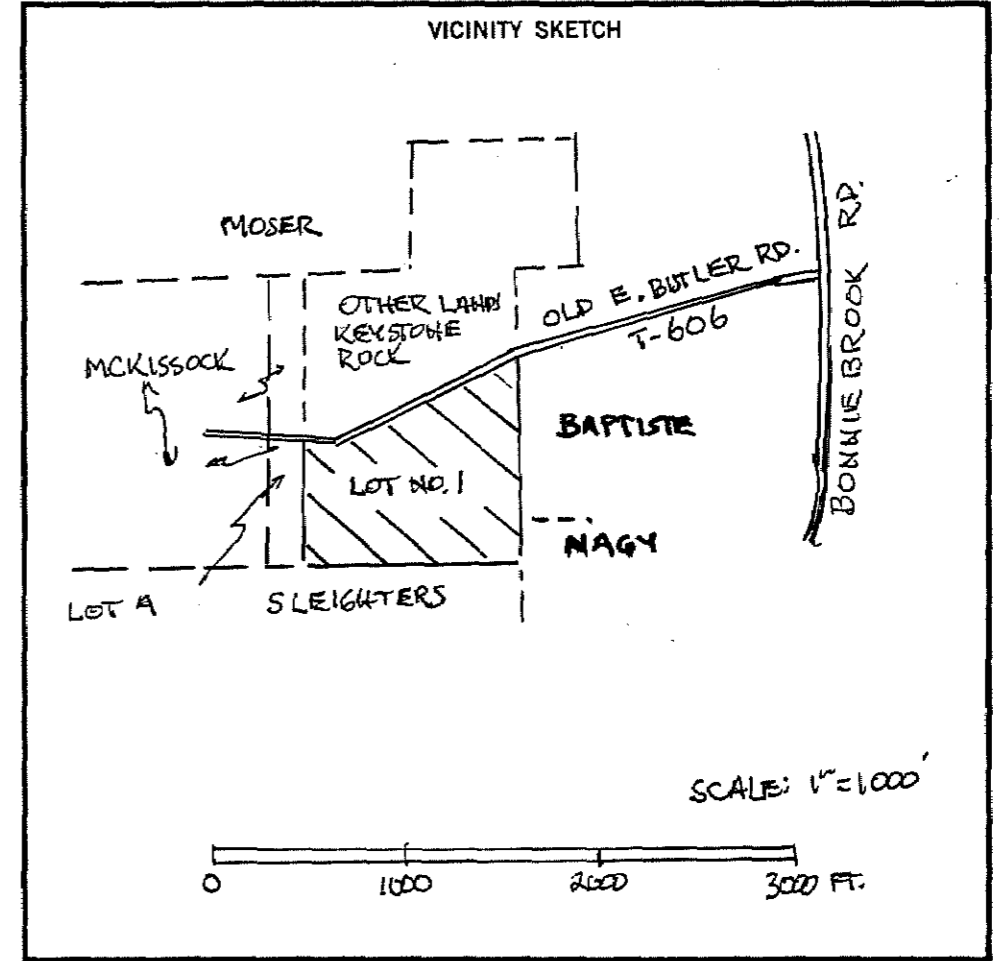 VICINITY SKETCH
MOSER
OTHER LAND
KEYSTONE
ROCK
OLD E. BUTLER RD.
T-606
BONNIE BROOK RD.
MCKISSOCK
BAPTISTE
LOT NO. 1
NAGY
LOT A
SLEIGHTERS
SCALE: 1"=1000'
0 1000 2000 3000 FT.